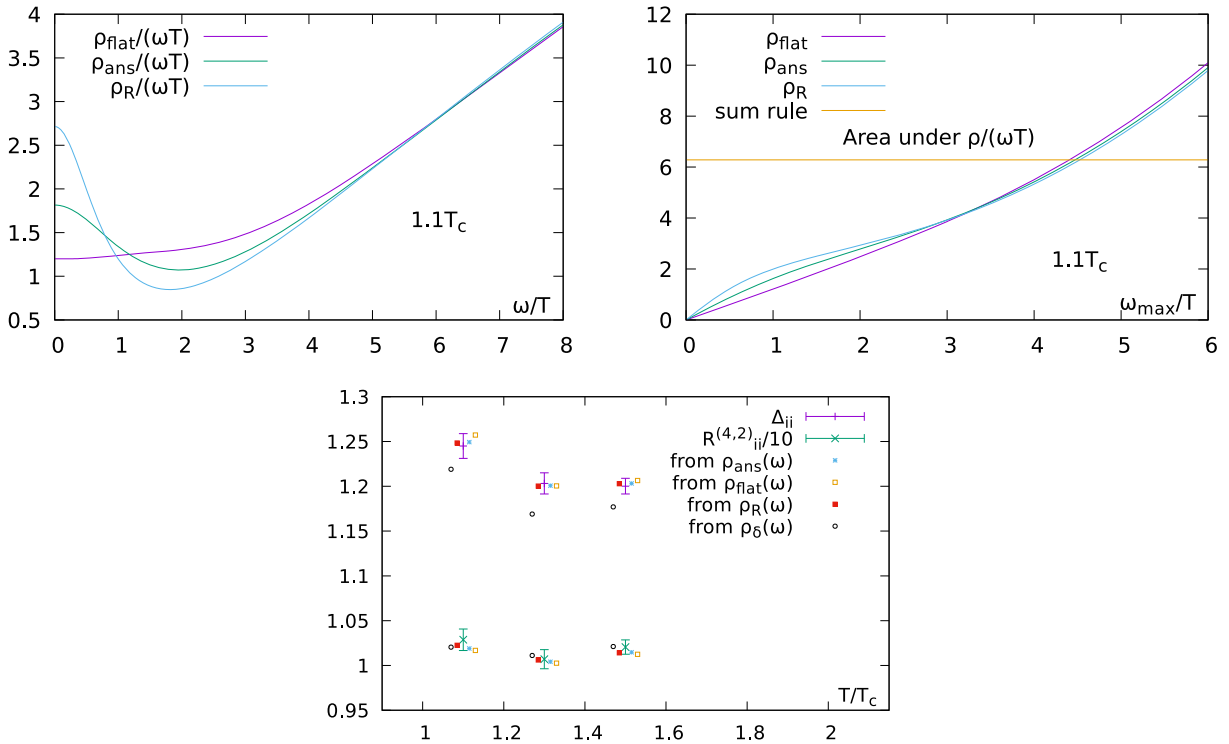 4
3.5
3
2.5
2
1.5
1
0.5
ρflat/(ωT)
ρans/(ωT)
ρR/(ωT)
1.1Tc
ω/T
0 1 2 3 4 5 6 7 8
12
10
8
6
4
2
0
ρflat
ρans
ρR
sum rule
Area under ρ/(ωT)
1.1Tc
ωmax/T
0 1 2 3 4 5 6
1.3
1.25
1.2
1.15
1.1
1.05
1
0.95
Δii
R(4,2)ii/10
from ρans(ω)
from ρflat(ω)
from ρR(ω)
from ρδ(ω)
T/Tc
1 1.2 1.4 1.6 1.8 2